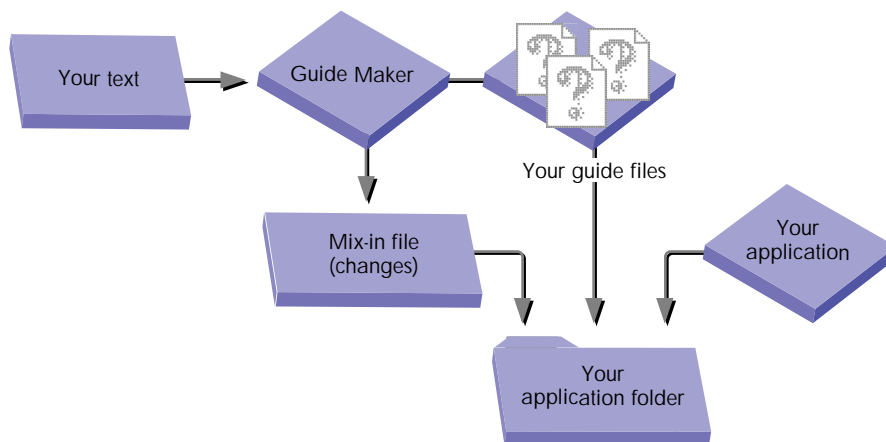 Your text
Guide Maker
Your guide files
Mix-in file
(changes)
Your
application
Your
application folder